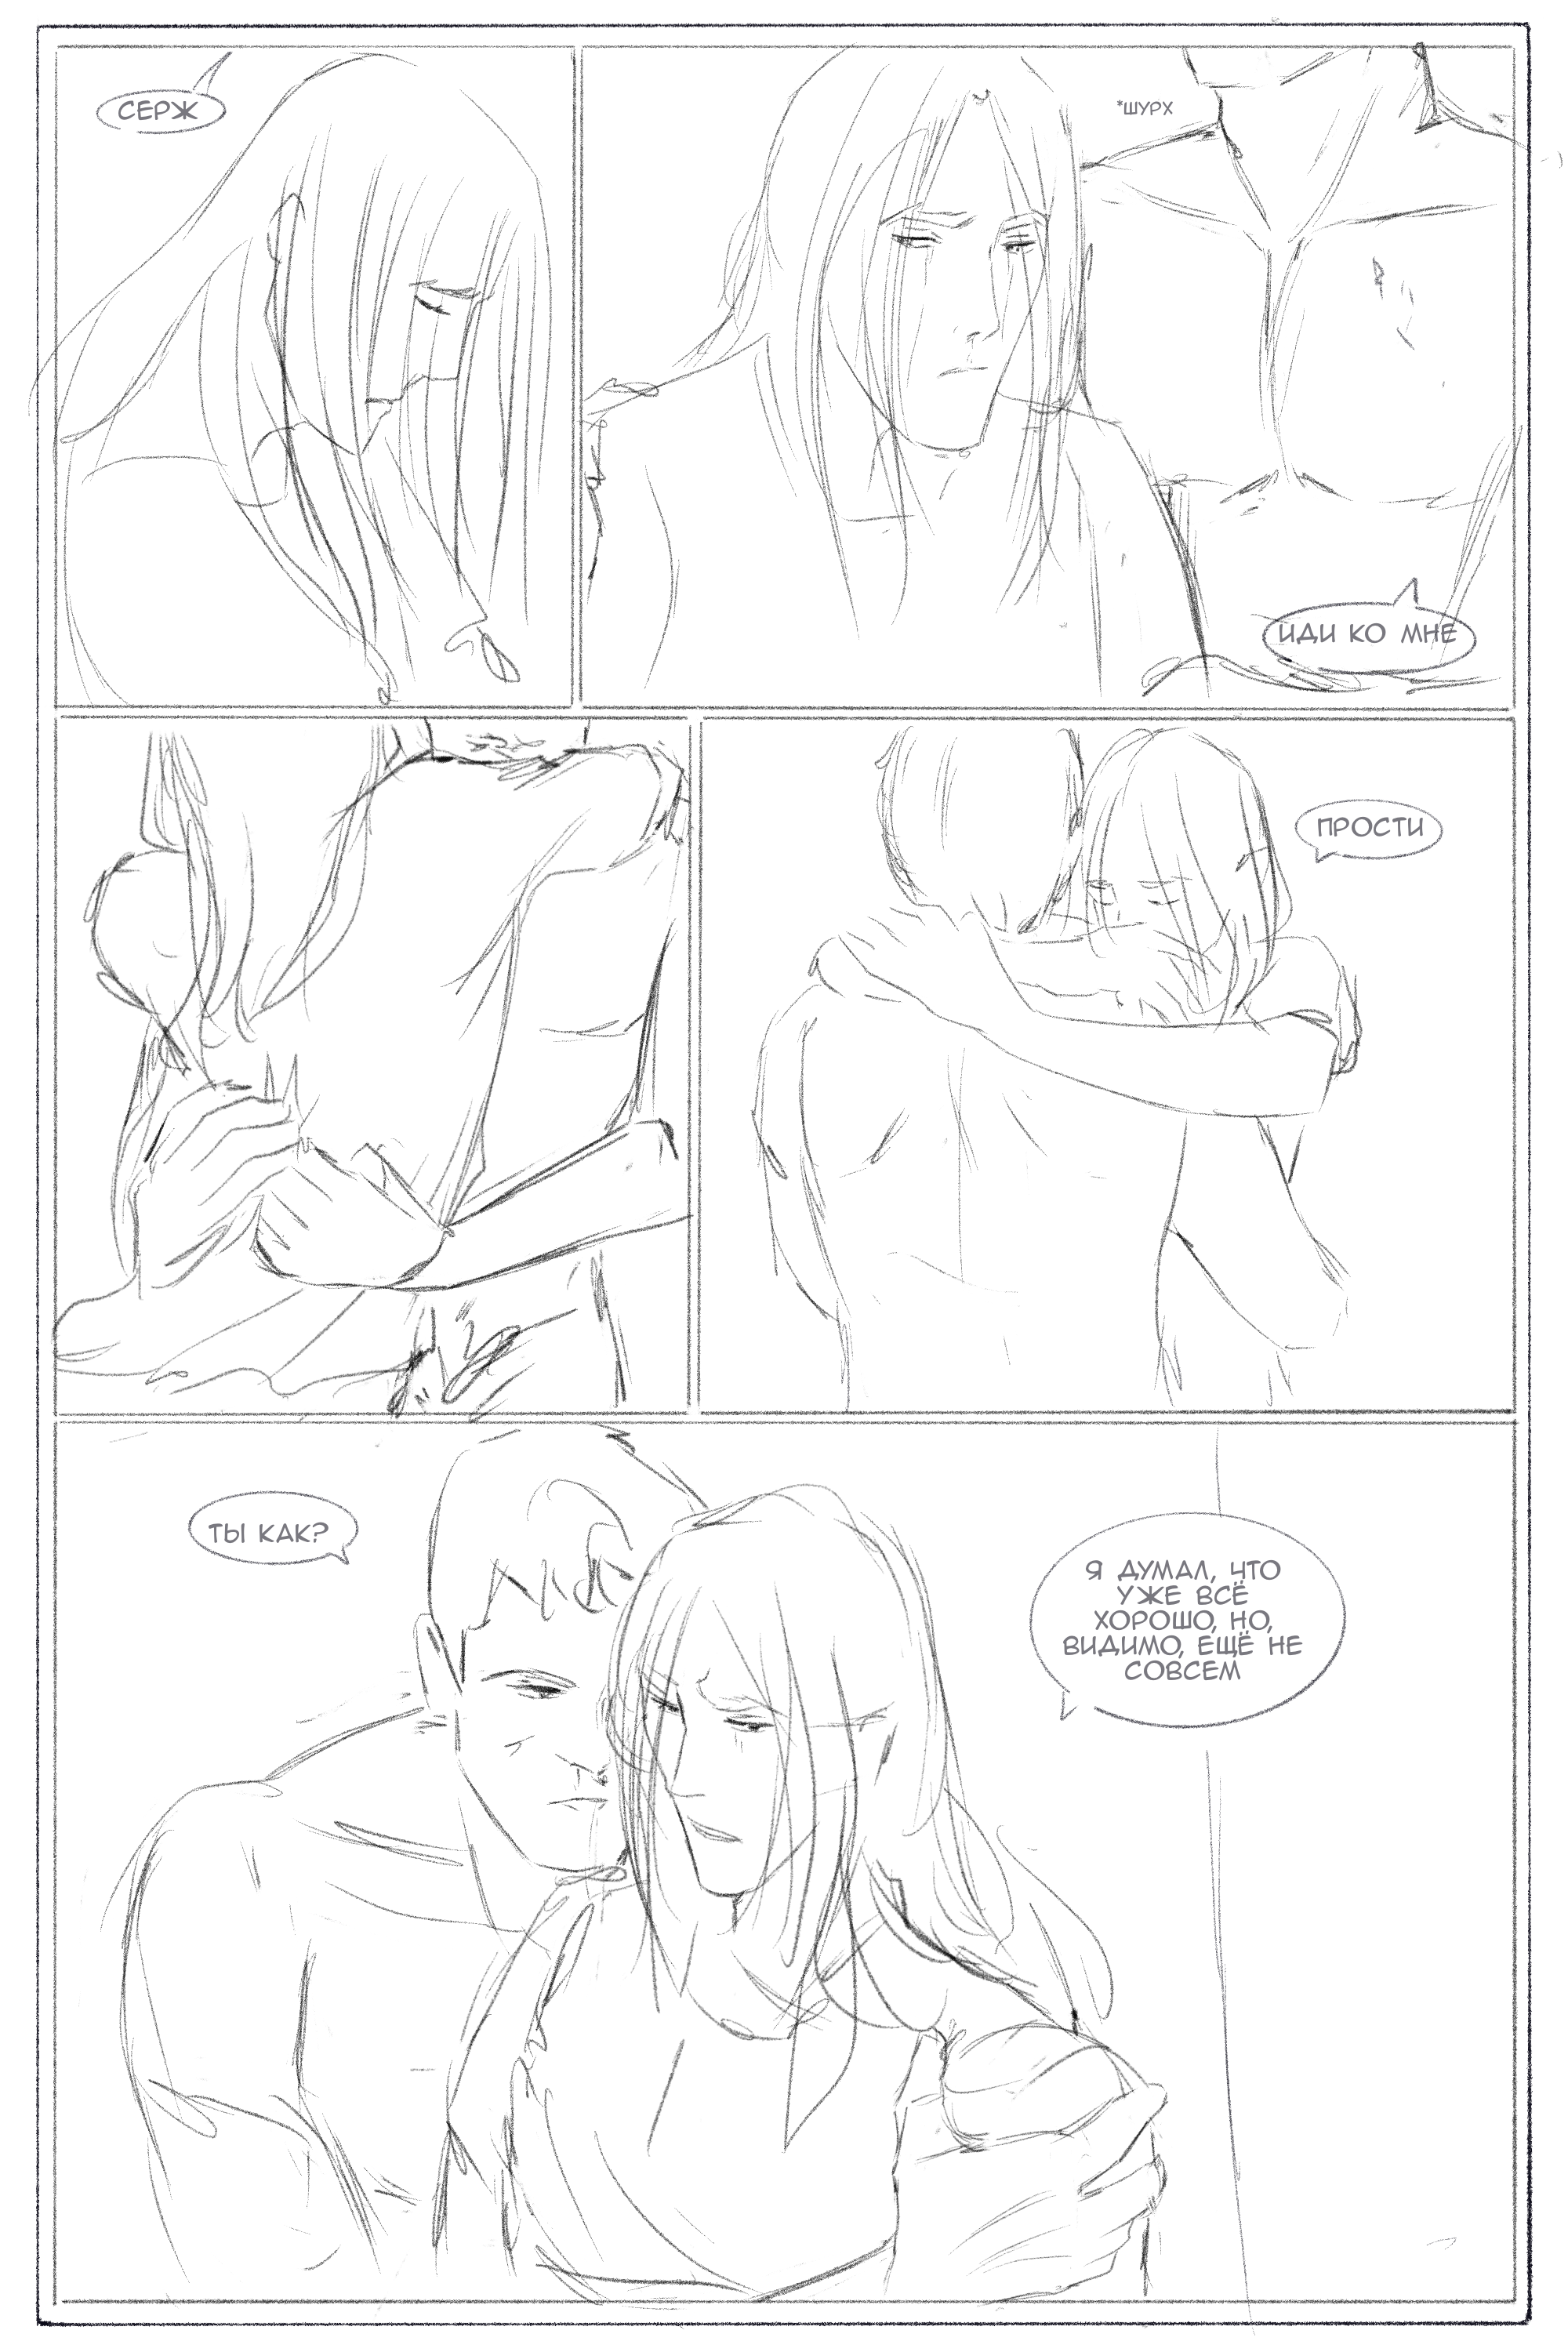 СЕРЖ
*ШУРХ
ИДИ КО МНЕ
ПРОСТИ
ТЫ КАК?
Я ДУМАЛ, ЧТО
УЖЕ ВСЁ
ХОРОШО, НО,
ВИДИМО, ЕЩЁ НЕ
СОВСЕМ